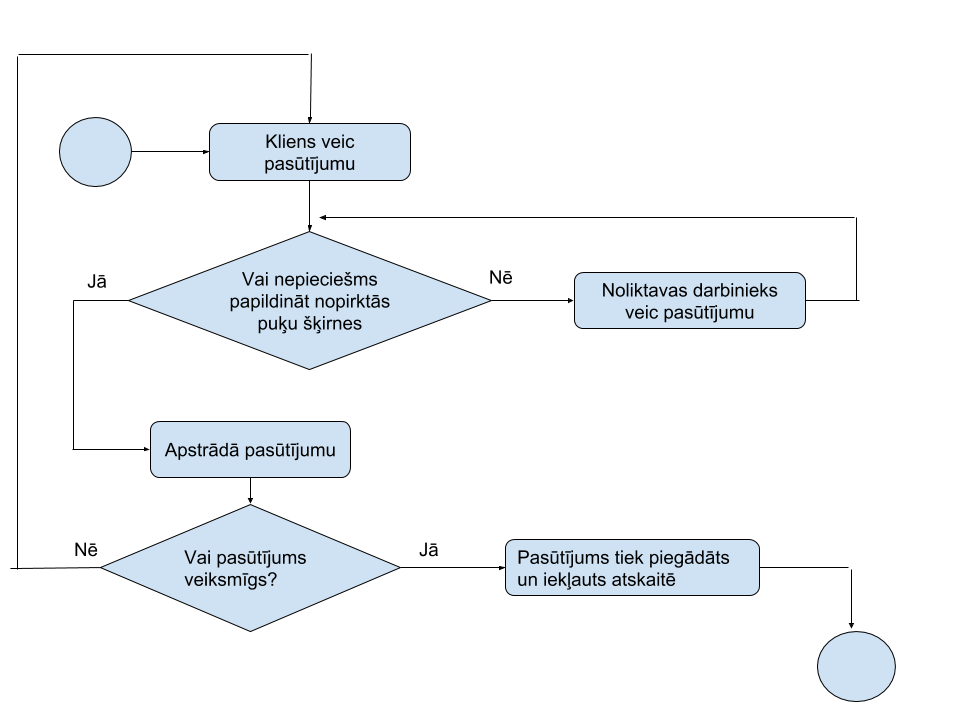 Kliens veic
pasūtījumu
Jā
Vai nepieciešms
papildināt nopirktās
puķu šķirnes
Nē
Noliktavas darbinieks
veic pasūtījumu
Apstrādā pasūtījumu
Nē
Vai pasūtījums
veiksmīgs?
Jā
Pasūtījums tiek piegādāts
un iekļauts atskaitē